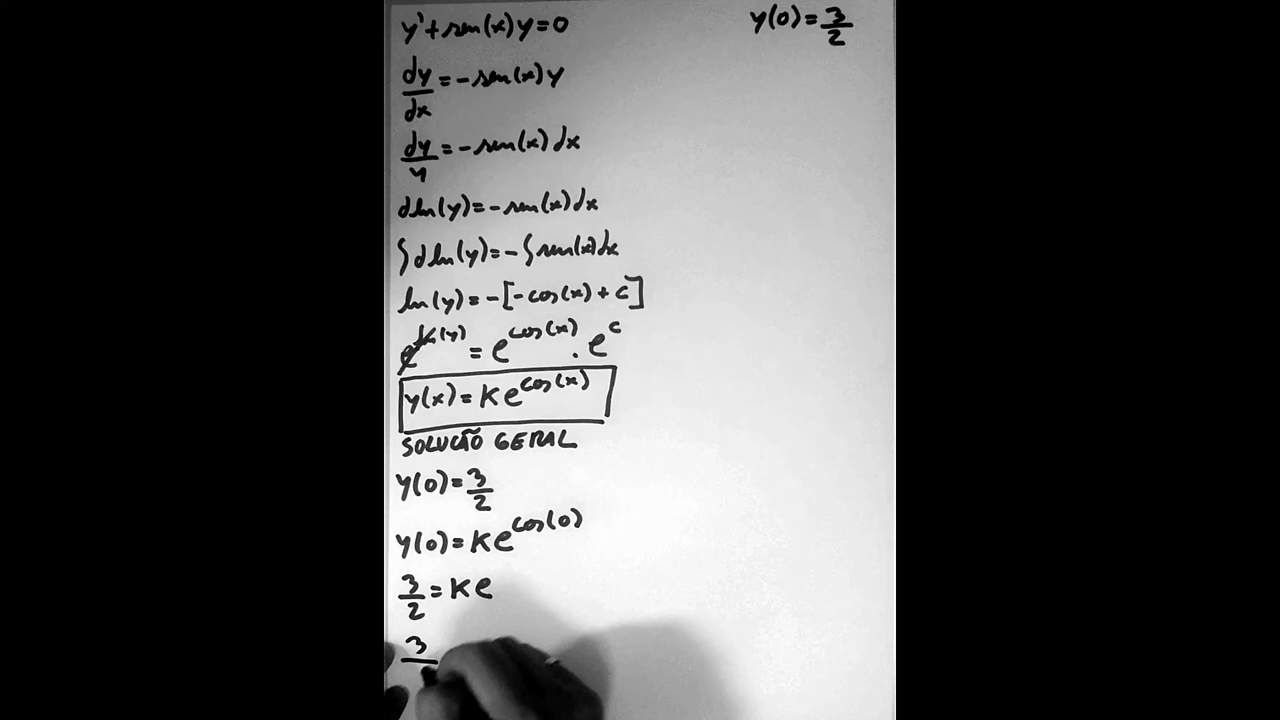 y' + sen(x) y = 0
y(0) = 3/2
dy/dx = - sen(x) y
dy/y = - sen(x) dx
d ln(y) = - sen(x) dx
∫ d ln(y) = - ∫ sen(x) dx
ln(y) = - [- cos(x) + c]
e^ln(y) = e^cos(x) . e^c
y(x) = K e^cos(x)
SOLUÇÃO GERAL
y(0) = 3/2
y(0) = K e^cos(0)
3/2 = K e
3